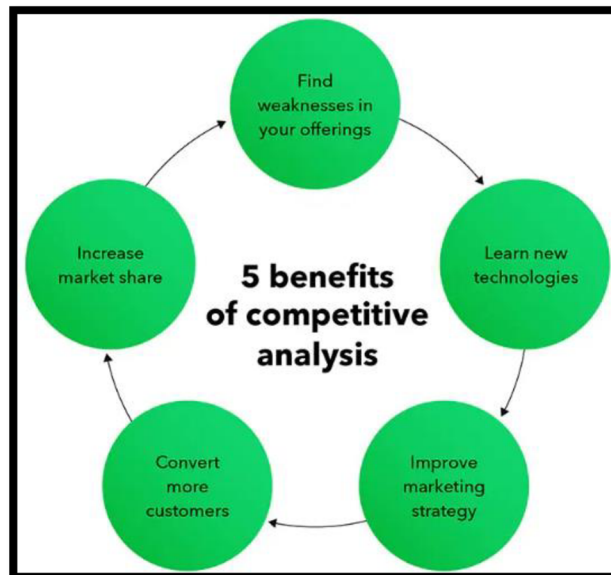 Find
weaknesses in
your offerings
Learn new
technologies
Improve
marketing
strategy
Convert
more
customers
Increase
market share
5 benefits
of competitive
analysis